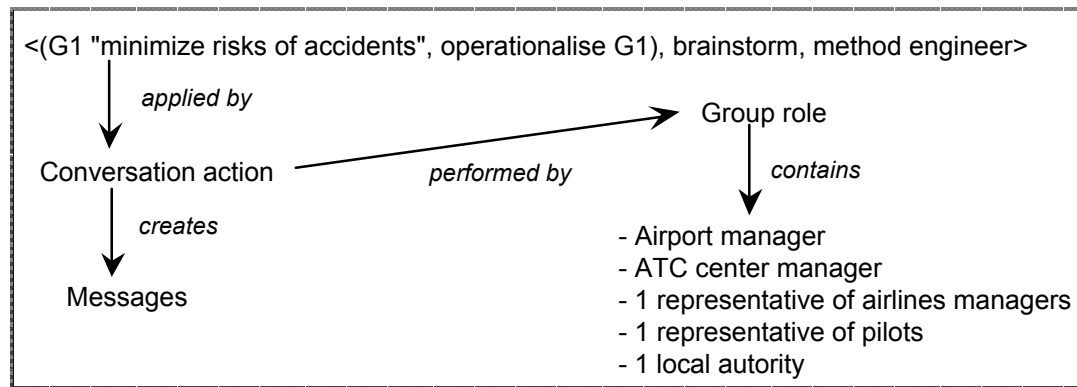 <(G1 "minimize risks of accidents", operationalise G1), brainstorm, method engineer>
applied by
Group role
Conversation action
performed by
contains
creates
- Airport manager
- ATC center manager
Messages
- 1 representative of airlines managers
- 1 representative of pilots
- 1 local autority